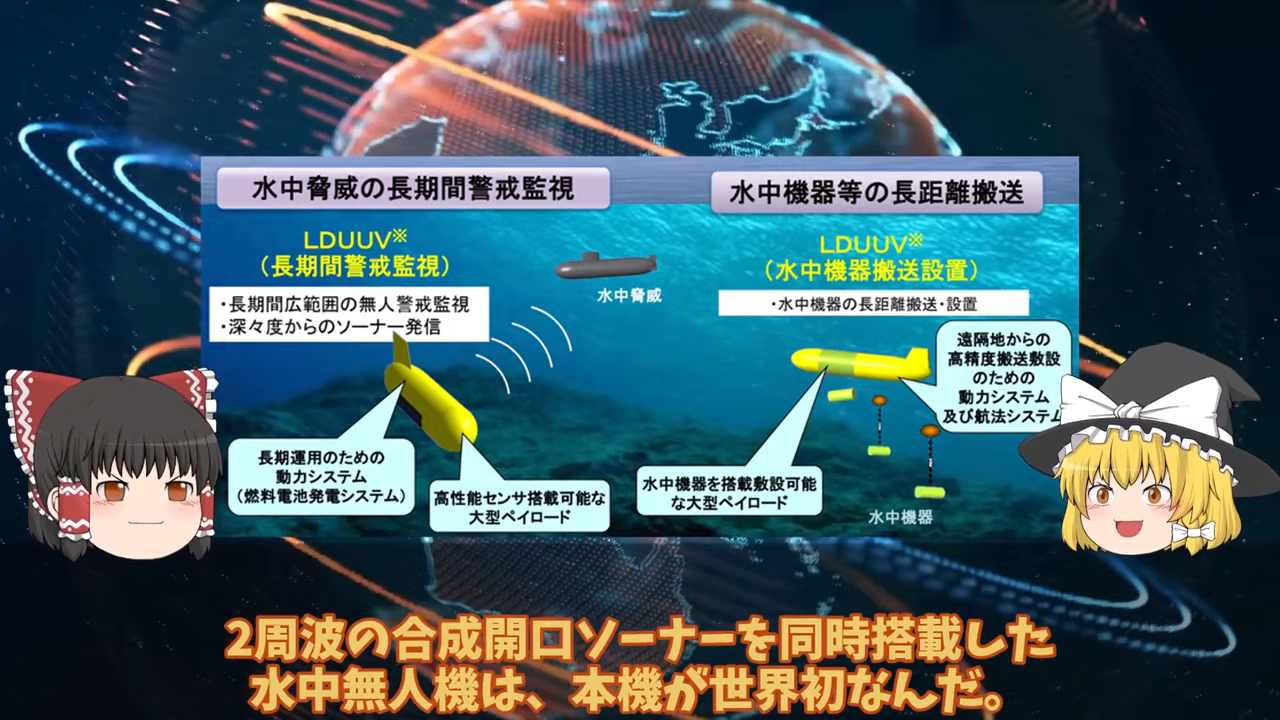 水中脅威の長期間警戒監視
LDUUV※
（長期間警戒監視）
・長期間広範囲の無人警戒監視
・深々度からのソーナー発信
水中脅威
長期運用のための
動力システム
（燃料電池発電システム）
高性能センサ搭載可能な
大型ペイロード
水中機器等の長距離搬送
LDUUV※
（水中機器搬送設置）
・水中機器の長距離搬送・設置
遠隔地からの
高精度搬送敷設
のための
動力システム
及び航法システム
水中機器を搭載敷設可能
な大型ペイロード
水中機器
2周波の合成開口ソーナーを同時搭載した
水中無人機は、本機が世界初なんだ。